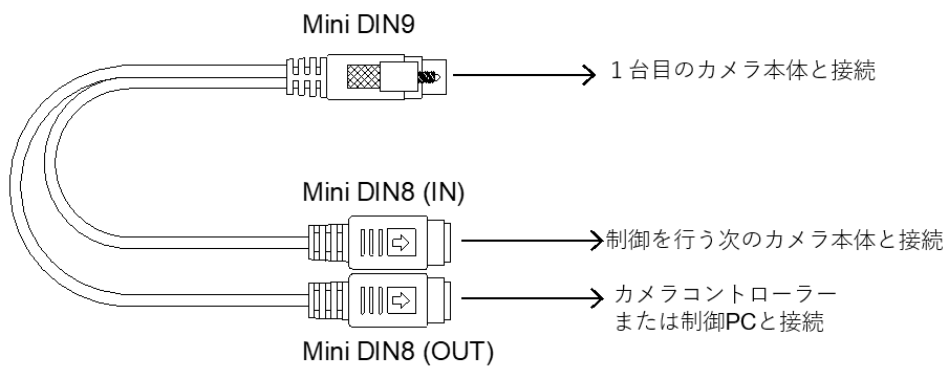 Mini DIN9
１台目のカメラ本体と接続
Mini DIN8 (IN)
制御を行う次のカメラ本体と接続
カメラコントローラー
または制御PCと接続
Mini DIN8 (OUT)